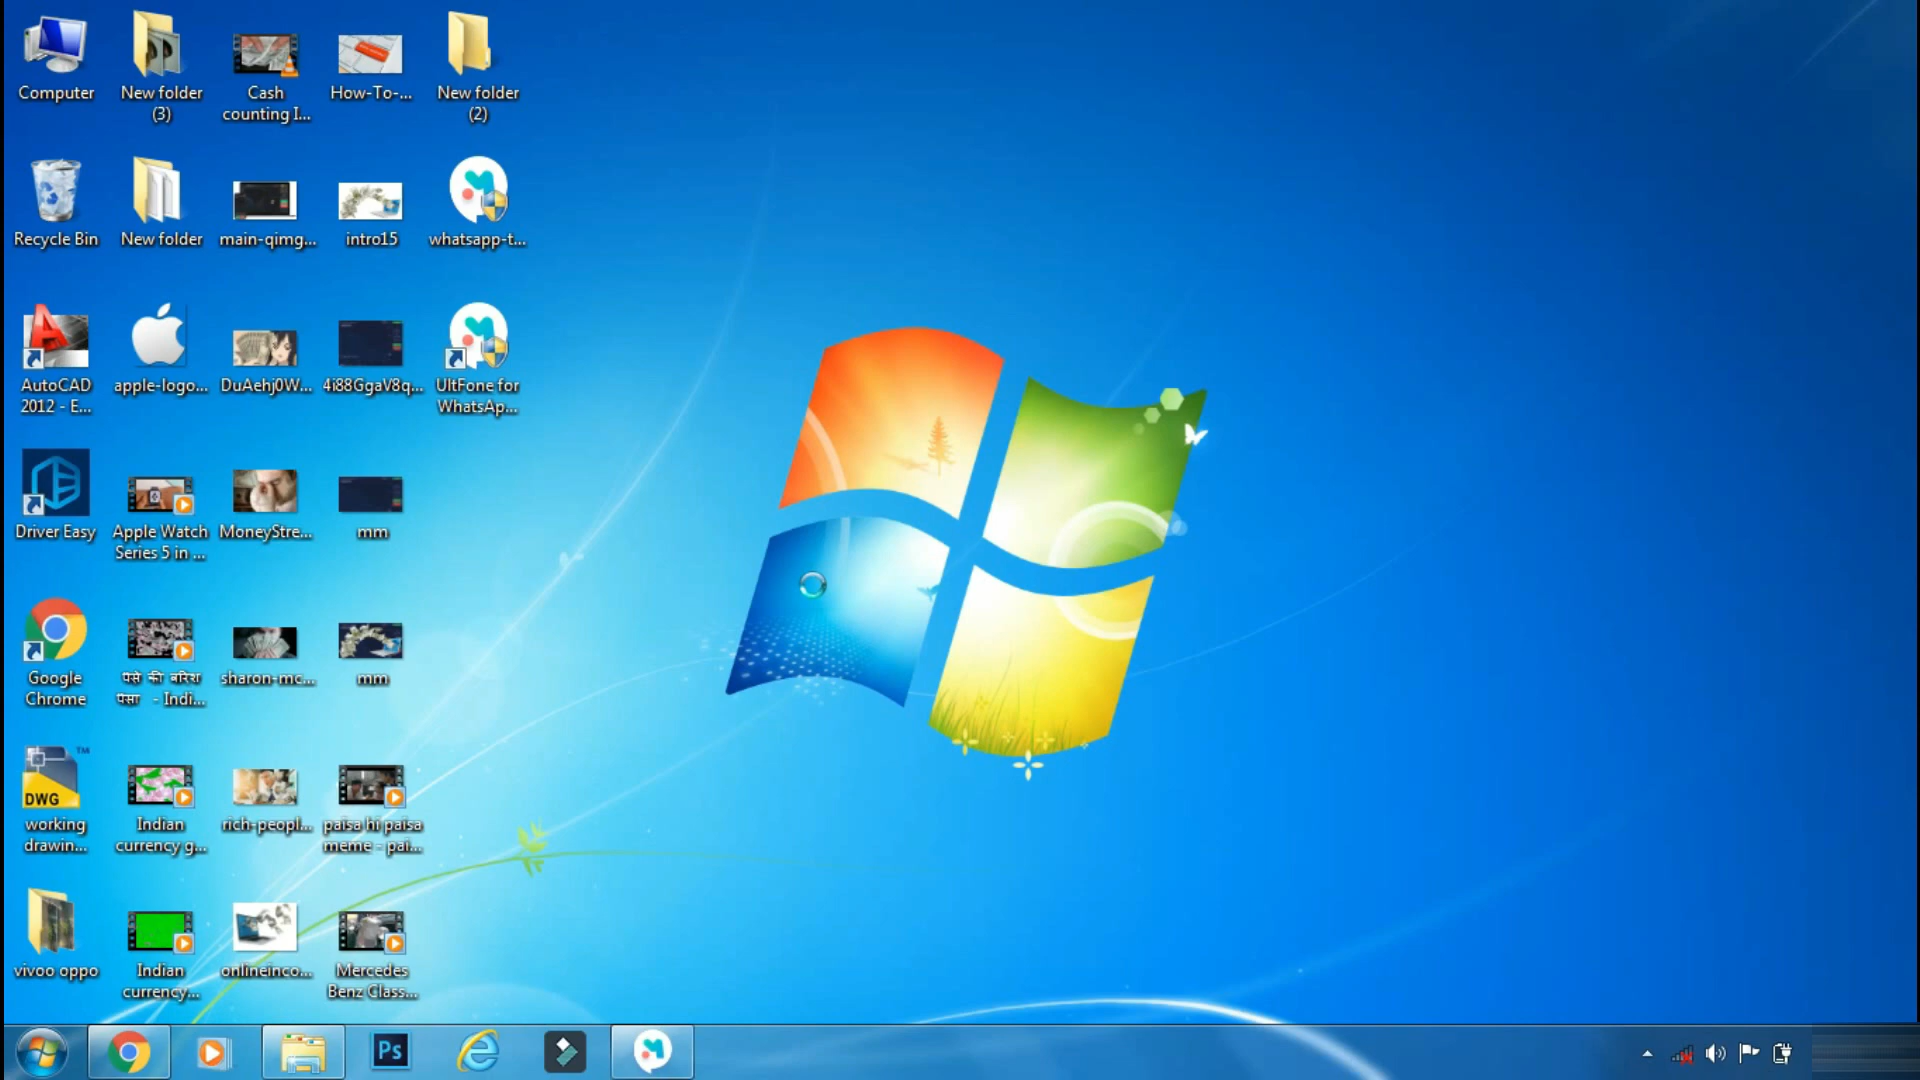 Computer
New folder
(3)
Cash
counting I...
How-To-...
New folder
(2)
Recycle Bin
New folder
main-qimg...
intro15
whatsapp-t...
AutoCAD
2012 - E...
apple-logo...
DuAehj0W...
4i88GgaV8q...
UltFone for
WhatsAp...
Driver Easy
Apple Watch
Series 5 in ...
MoneyStre...
mm
Google
Chrome
पैसे की बारिश
पैसा - Indi...
sharon-mc...
mm
DWG
TM
working
drawin...
Indian
currency g...
rich-peopl...
paisa hi paisa
meme - pai...
vivoo oppo
Indian
currency...
onlineinco...
Mercedes
Benz Class...
Ps